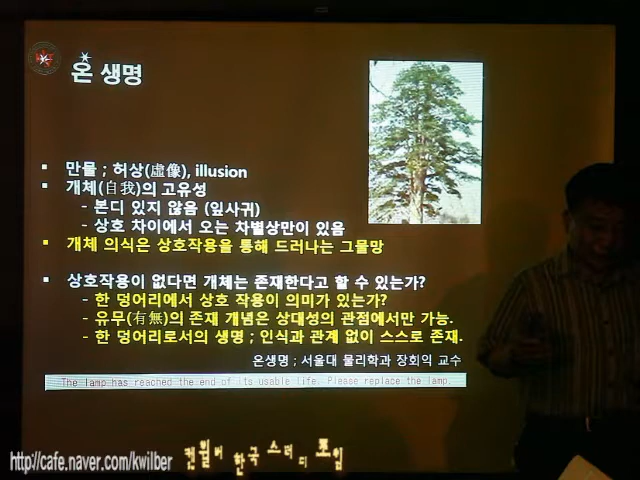 온 생명
▪ 만물 ; 허상(虛像), illusion
▪ 개체(自我)의 고유성
- 본디 있지 않음 (잎사귀)
- 상호 차이에서 오는 차별상만이 있음
▪ 개체 의식은 상호작용을 통해 드러나는 그물망
▪ 상호작용이 없다면 개체는 존재한다고 할 수 있는가?
- 한 덩어리에서 상호 작용이 의미가 있는가?
- 유무(有無)의 존재 개념은 상대성의 관점에서만 가능.
- 한 덩어리로서의 생명 ; 인식과 관계 없이 스스로 존재.
온생명 ; 서울대 물리학과 장회익 교수
The lamp has reached the end of its usable life. Please replace the lamp.
http://cafe.naver.com/kwilber 켄윌버 한국 스터디 모임